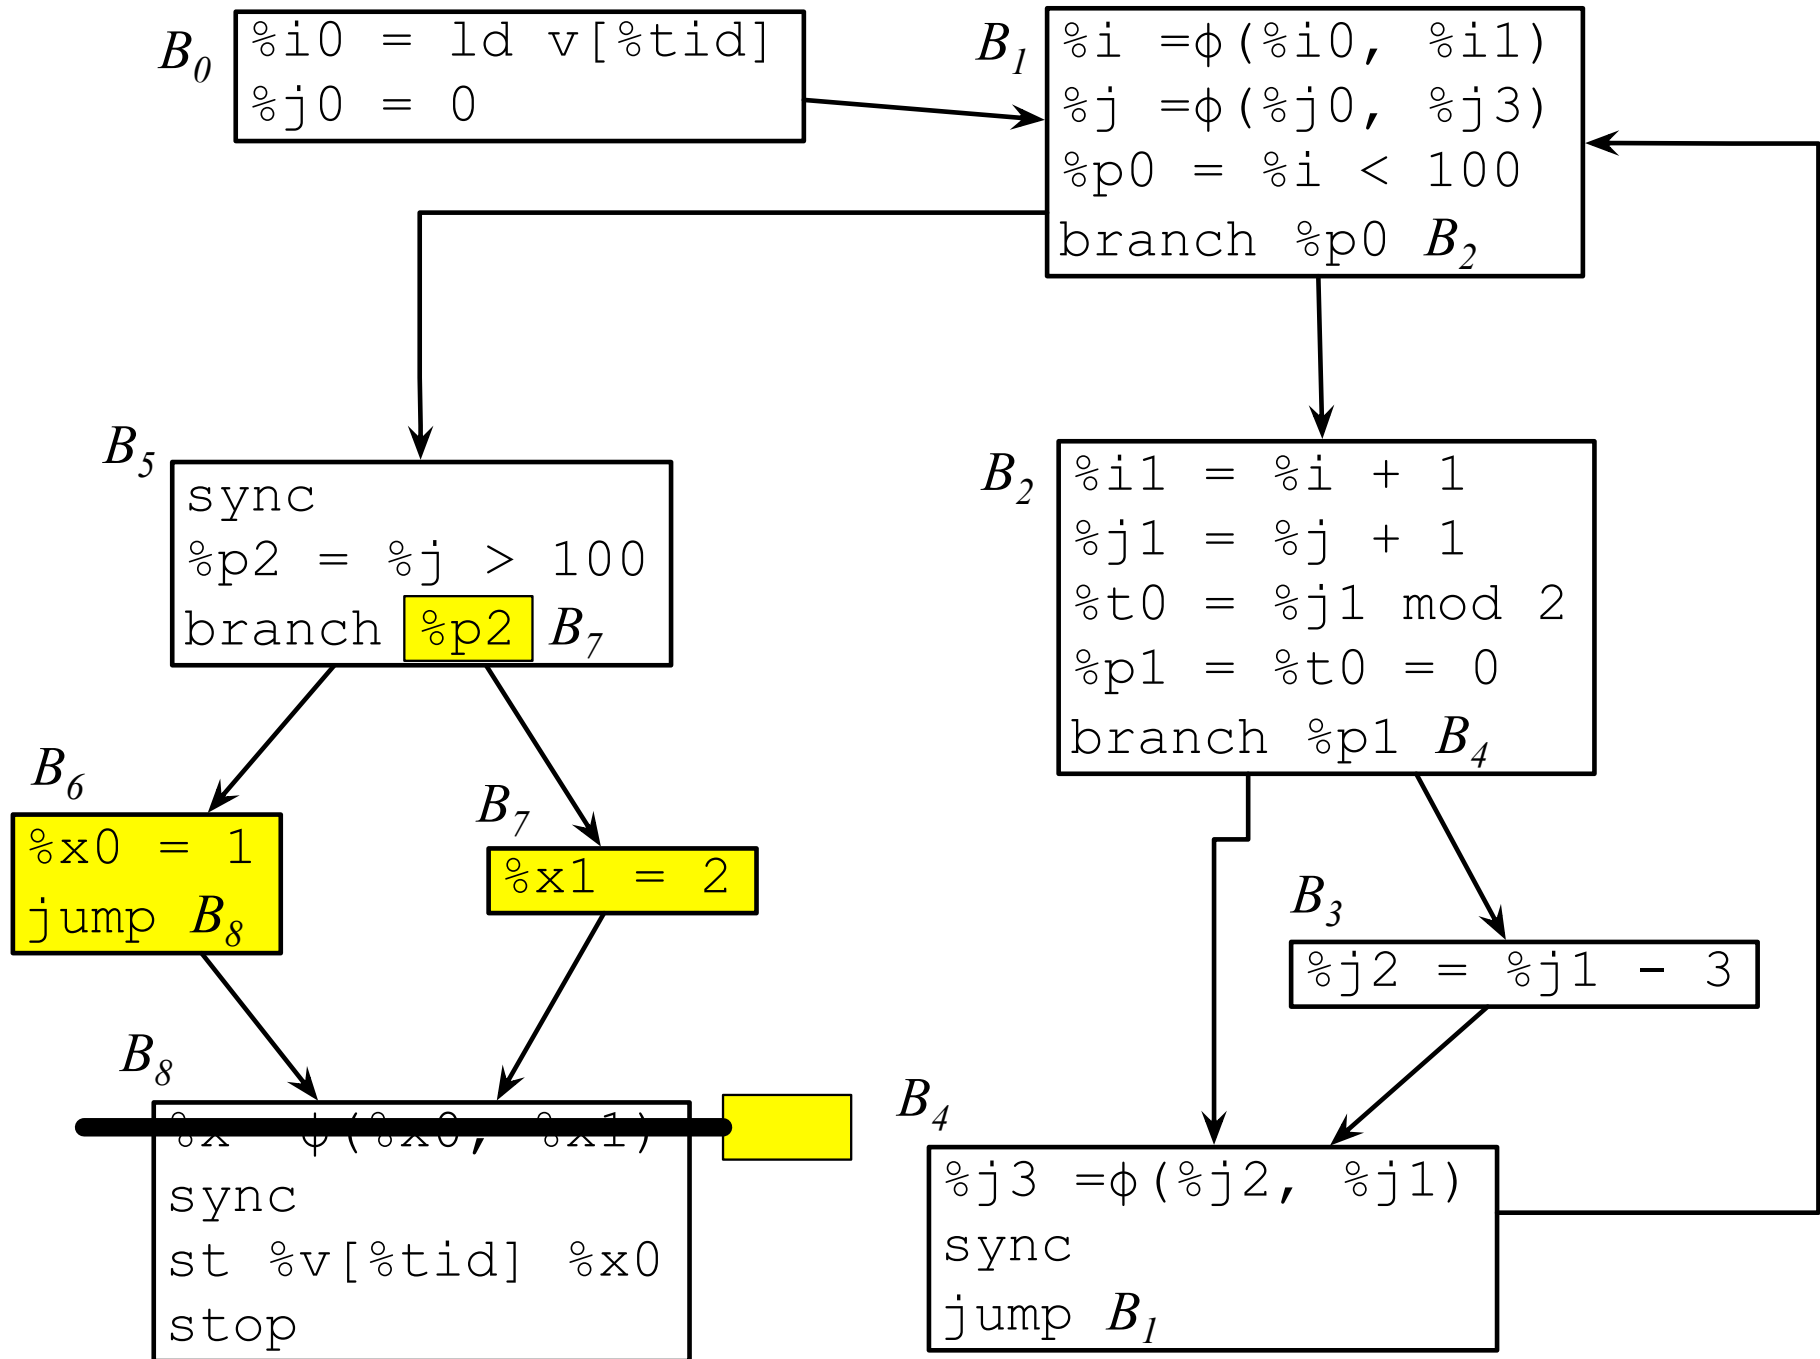 B0
%i0 = ld v[%tid]
%j0 = 0
B1
%i =ϕ(%i0, %i1)
%j =ϕ(%j0, %j3)
%p0 = %i < 100
branch %p0 B2
B5
sync
%p2 = %j > 100
branch %p2 B7
B2
%i1 = %i + 1
%j1 = %j + 1
%t0 = %j1 mod 2
%p1 = %t0 = 0
branch %p1 B4
B6
%x0 = 1
jump B8
B7
%x1 = 2
B3
%j2 = %j1 - 3
B8
%x ϕ(%x0, %x1)
sync
st %v[%tid] %x0
stop
B4
%j3 =ϕ(%j2, %j1)
sync
jump B1